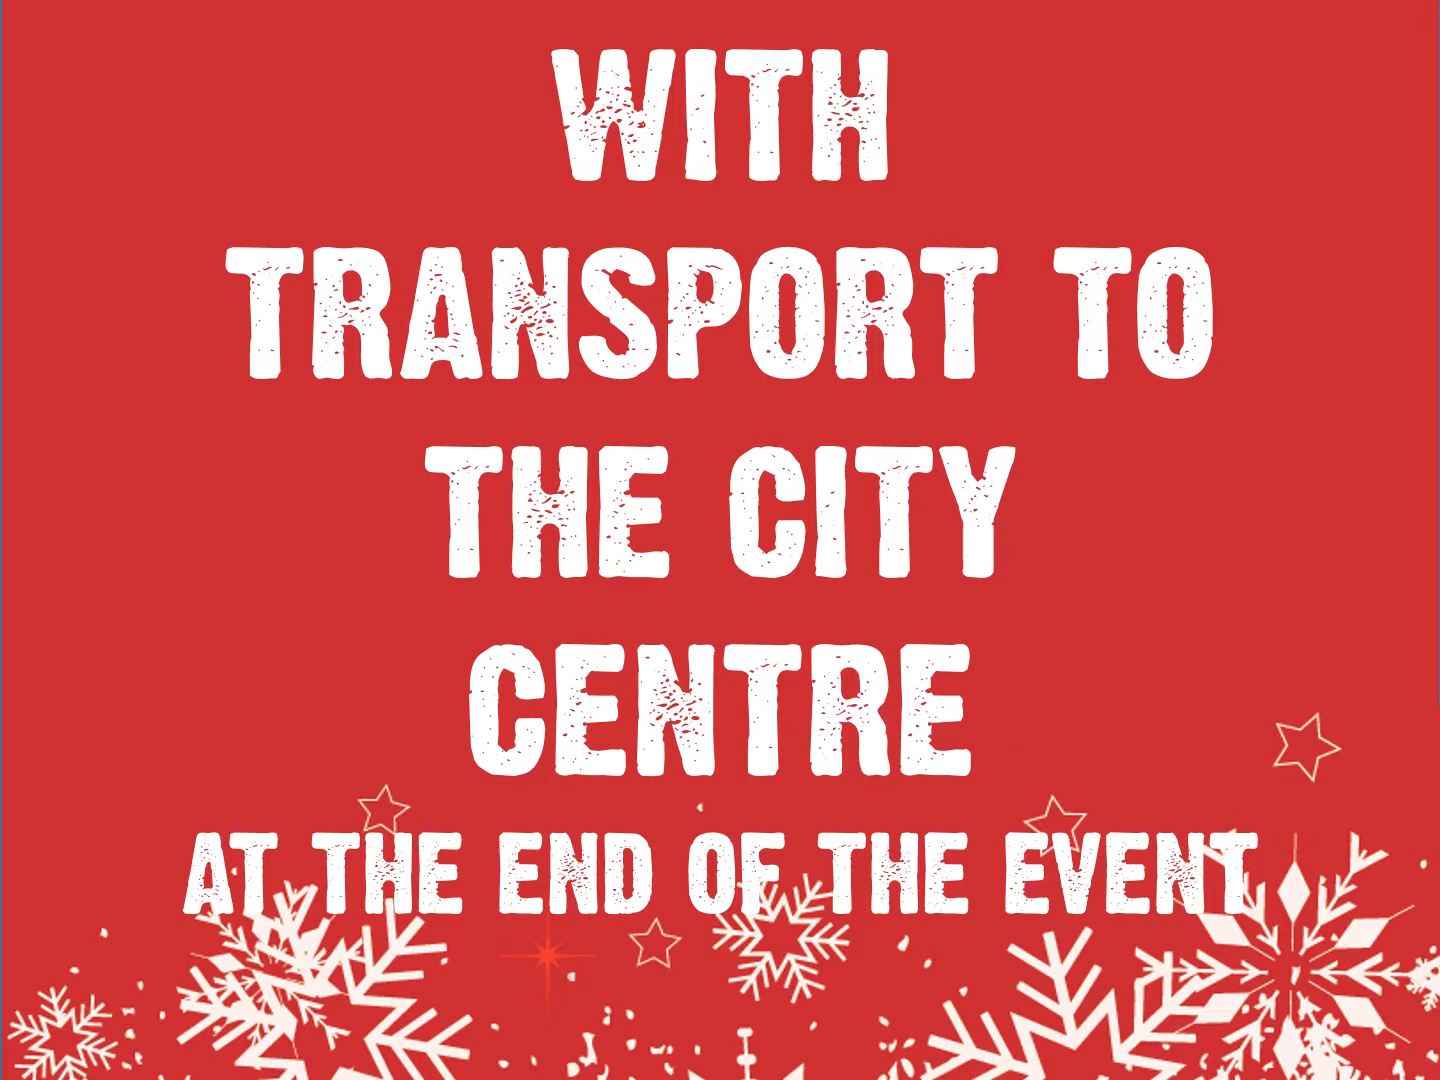 WITH
TRANSPORT TO
THE CITY
CENTRE
AT THE END OF THE EVENT